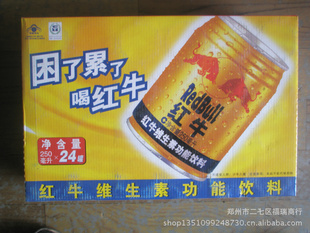 困了累了
喝红牛
RedBull
红牛
红牛维生素功能饮料
净含量
250毫升*24罐
红牛维生素功能饮料
郑州市二七区福瑞商行
shop1351099248730.cn.1688.com